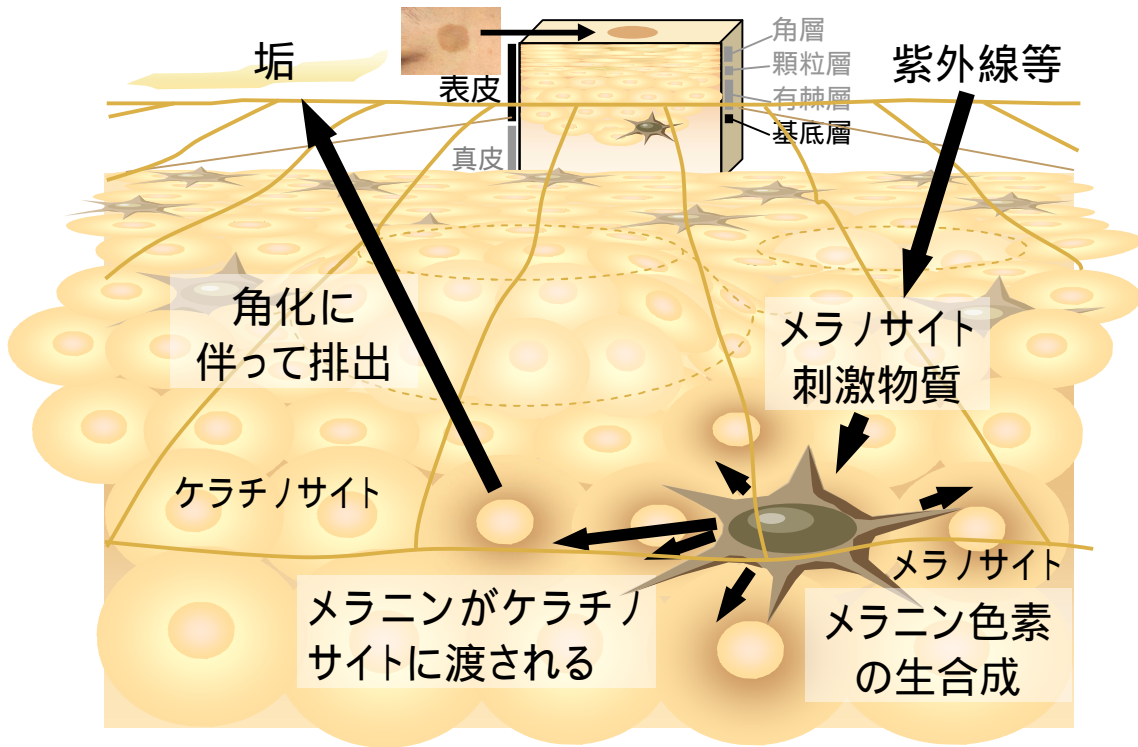 垢
表皮
真皮
角層
顆粒層
有棘層
基底層
紫外線等
メラノサイト
刺激物質
角化に
伴って排出
ケラチノサイト
メラニンがケラチノ
サイトに渡される
メラノサイト
メラニン色素
の生合成